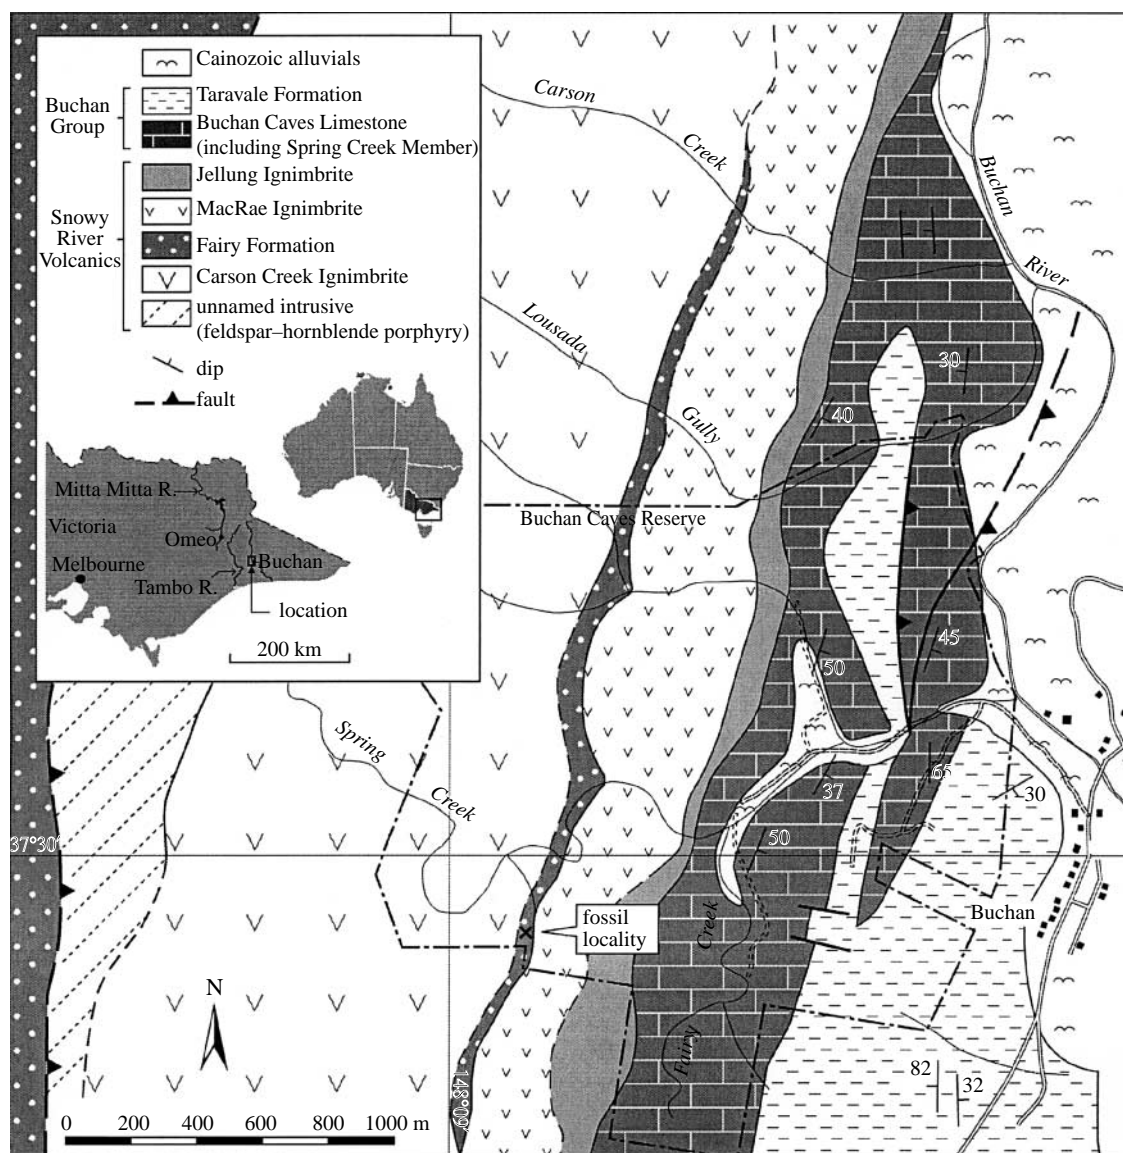 Cainozoic alluvials
Buchan
Group
Taravale Formation
Buchan Caves Limestone
(including Spring Creek Member)
Snowy
River
Volcanics
Jellung Ignimbrite
MacRae Ignimbrite
Fairy Formation
Carson Creek Ignimbrite
unnamed intrusive
(feldspar–hornblende porphyry)
dip
fault
Mitta Mitta R.
Victoria
Omeo
Melbourne
Buchan
Tambo R.
location
200 km
Carson
Creek
Buchan
River
Lousada
Gully
30
40
Buchan Caves Reserve
45
50
Spring
Creek
65
37
30
37°30'
50
fossil
locality
Buchan
Creek
Fairy
N
148°09'
82
32
0 200 400 600 800 1000 m